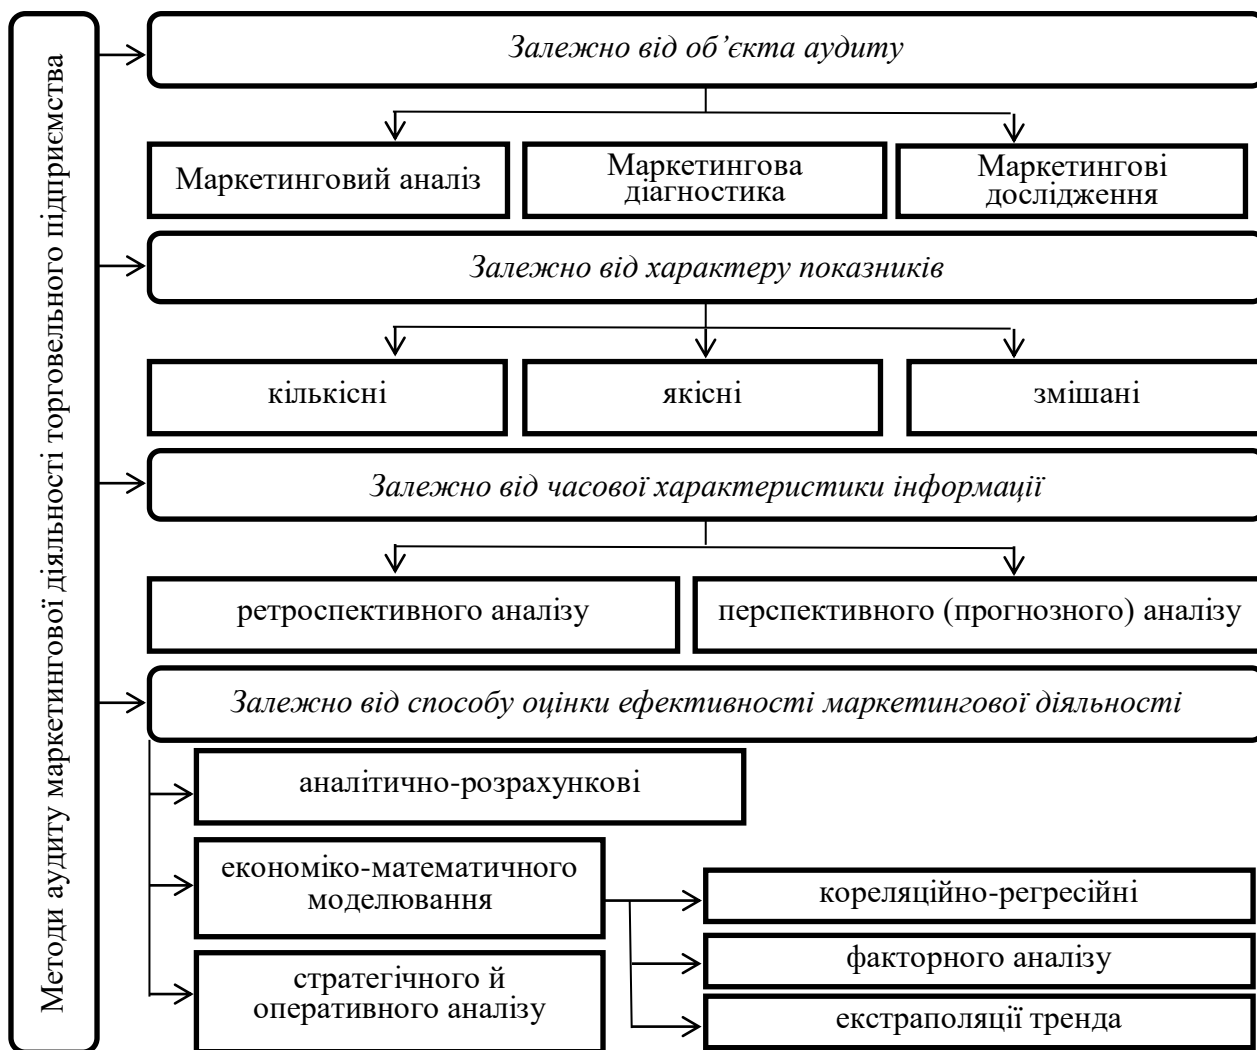 Методи аудиту маркетингової діяльності торговельного підприємства
Залежно від об’єкта аудиту
Маркетинговий аналіз
Маркетингова
діагностика
Маркетингові
дослідження
Залежно від характеру показників
кількісні
якісні
змішані
Залежно від часової характеристики інформації
ретроспективного аналізу
перспективного (прогнозного) аналізу
Залежно від способу оцінки ефективності маркетингової діяльності
аналітично-розрахункові
економіко-математичного
моделювання
стратегічного й
оперативного аналізу
кореляційно-регресійні
факторного аналізу
екстраполяції тренда